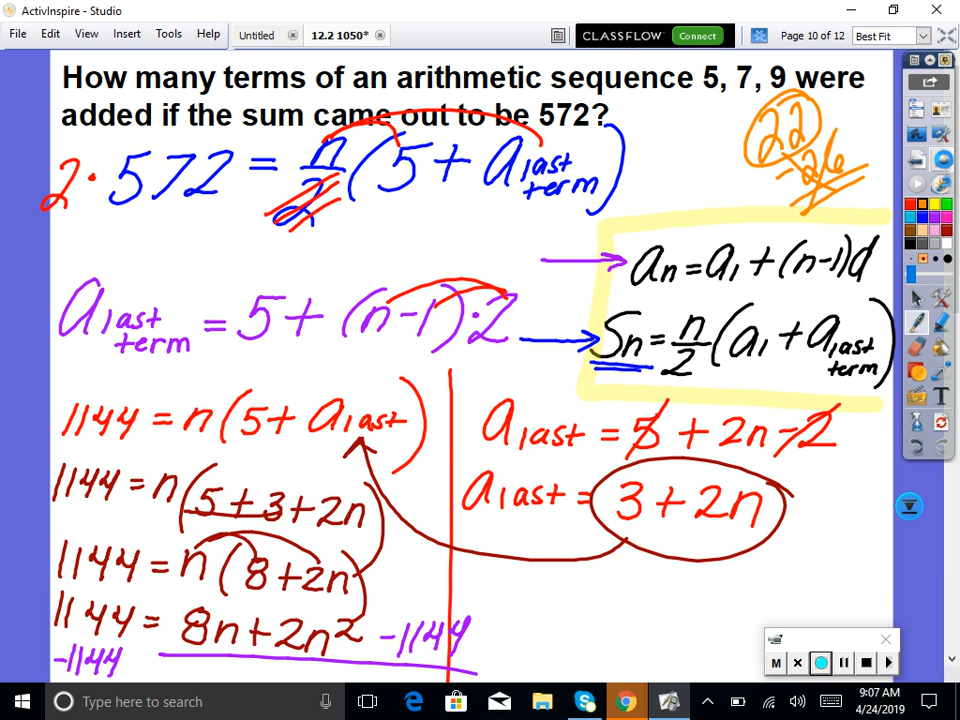 ActivInspire - Studio
File Edit View Insert Tools Help Untitled 12.2 1050* CLASSFLOW Connect Page 10 of 12 Best Fit
How many terms of an arithmetic sequence 5, 7, 9 were
added if the sum came out to be 572?
22
-26
2 · 572 = n/2 (5 + a last term)
an = a1 + (n-1)d
a last term = 5 + (n-1)·2
Sn = n/2 (a1 + a last term)
1144 = n(5 + a last)
a last = 5 + 2n - 2
1144 = n(5 + 3 + 2n)
a last = 3 + 2n
1144 = n(8 + 2n)
1144 = 8n + 2n² -1144
-1144
M
T
Type here to search
9:07 AM
4/24/2019